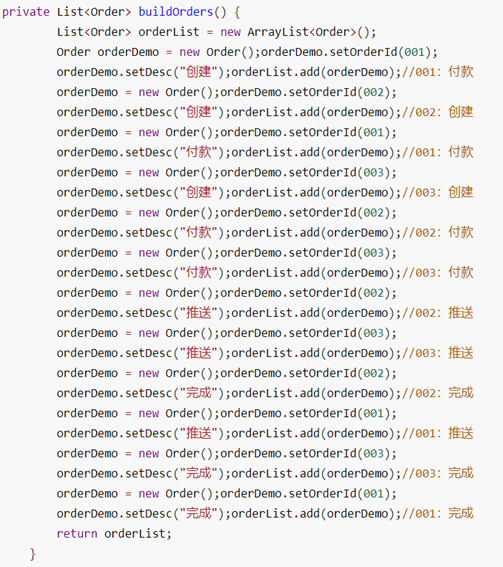 private List<Order> buildOrders() {
List<Order> orderList = new ArrayList<Order>();
Order orderDemo = new Order();orderDemo.setOrderId(001);
orderDemo.setDesc("创建");orderList.add(orderDemo);//001：付款
orderDemo = new Order();orderDemo.setOrderId(002);
orderDemo.setDesc("创建");orderList.add(orderDemo);//002：创建
orderDemo = new Order();orderDemo.setOrderId(001);
orderDemo.setDesc("付款");orderList.add(orderDemo);//001：付款
orderDemo = new Order();orderDemo.setOrderId(003);
orderDemo.setDesc("创建");orderList.add(orderDemo);//003：创建
orderDemo = new Order();orderDemo.setOrderId(002);
orderDemo.setDesc("付款");orderList.add(orderDemo);//002：付款
orderDemo = new Order();orderDemo.setOrderId(003);
orderDemo.setDesc("付款");orderList.add(orderDemo);//003：付款
orderDemo = new Order();orderDemo.setOrderId(002);
orderDemo.setDesc("推送");orderList.add(orderDemo);//002：推送
orderDemo = new Order();orderDemo.setOrderId(003);
orderDemo.setDesc("推送");orderList.add(orderDemo);//003：推送
orderDemo = new Order();orderDemo.setOrderId(002);
orderDemo.setDesc("完成");orderList.add(orderDemo);//002：完成
orderDemo = new Order();orderDemo.setOrderId(001);
orderDemo.setDesc("推送");orderList.add(orderDemo);//001：推送
orderDemo = new Order();orderDemo.setOrderId(003);
orderDemo.setDesc("完成");orderList.add(orderDemo);//003：完成
orderDemo = new Order();orderDemo.setOrderId(001);
orderDemo.setDesc("完成");orderList.add(orderDemo);//001：完成
return orderList;
}